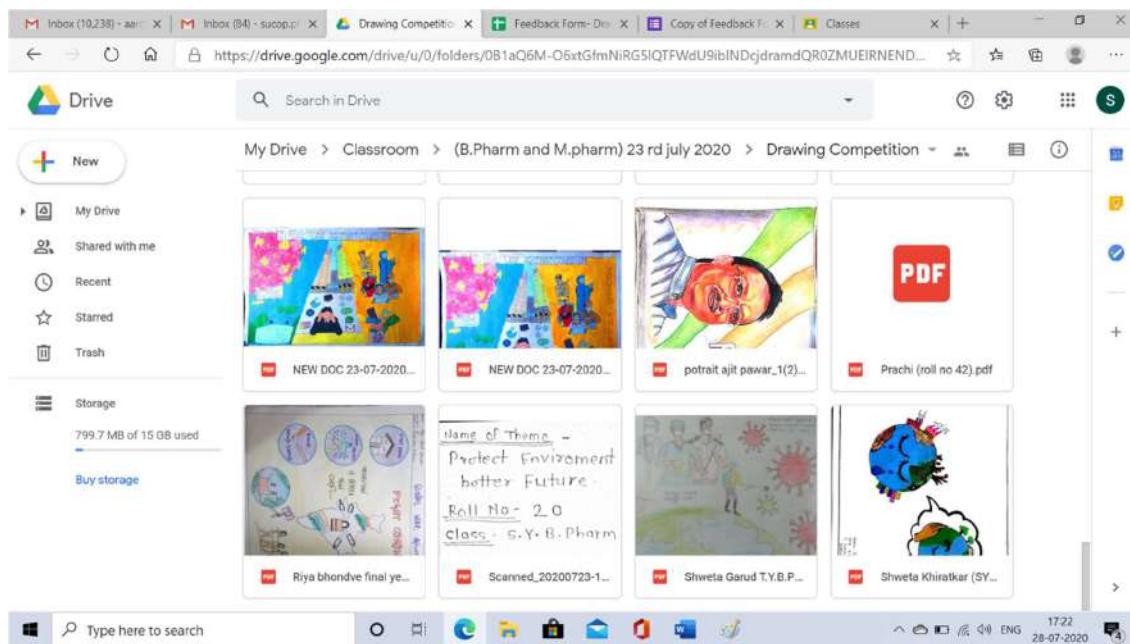 Inbox (10,238) - aar
Inbox (84) - sucop.p
Drawing Competitio
Feedback Form- Dra
Copy of Feedback Fo
Classes
https://drive.google.com/drive/u/0/folders/
Drive
Search in Drive
S
New
My Drive > Classroom > (B.Pharm and M.pharm) 23 rd july 2020 > Drawing Competition
My Drive
Shared with me
Recent
Starred
Trash
Storage
799.7 MB of 15 GB used
Buy storage
PDF
NEW DOC 23-07-2020...
NEW DOC 23-07-2020...
potrait ajit pawar_1(2)...
Prachi (roll no 42).pdf
Name of Theme -
Protect Enviroment
better Future.
Roll No- 20
Class - S.Y. B. Pharm
Riya bhondve final ye...
Scanned_20200723-1...
Shweta Garud T.Y.B.P...
Shweta Khiratkar (SY...
Type here to search
ENG
17:22
28-07-2020
4